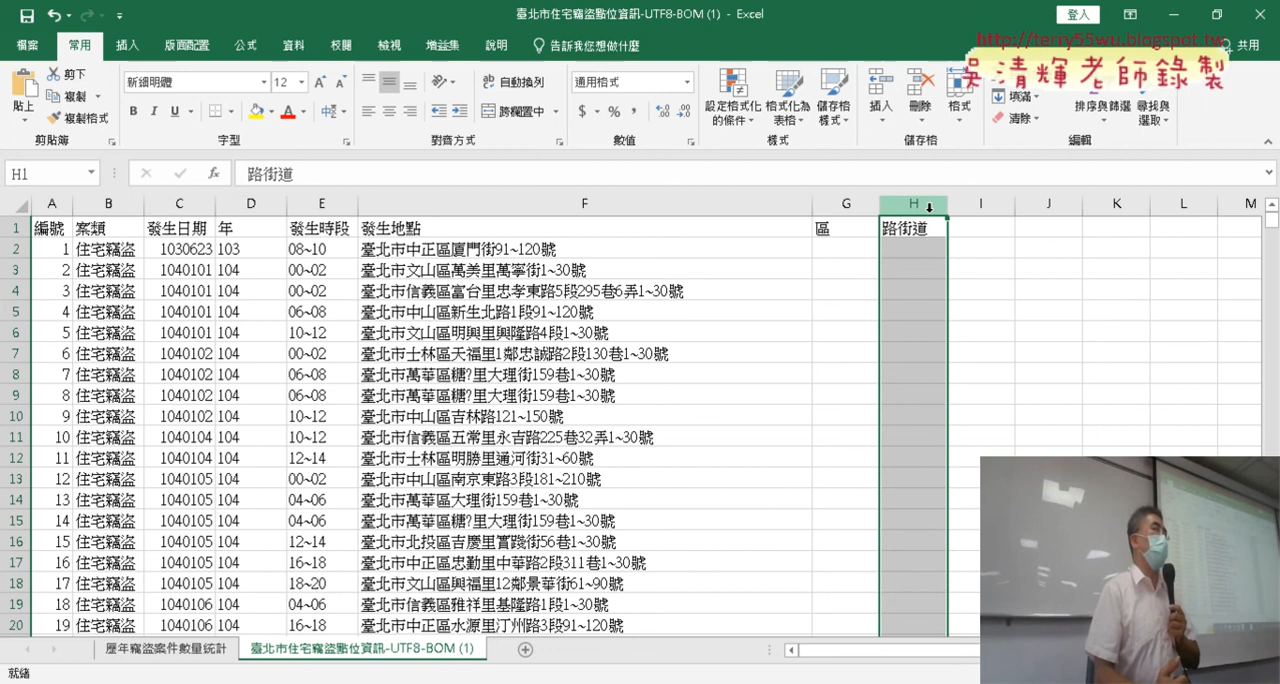 臺北市住宅竊盜點位資訊-UTF8-BOM (1) - Excel
登入
http://terry55wu.blogspot.tw
吳清輝老師錄製
檔案 常用 插入 版面配置 公式 資料 校閱 檢視 增益集 說明 告訴我您想做什麼 共用
貼上 剪下 複製 複製格式
新細明體 12
B I U
自動換列
跨欄置中
通用格式
$ % ,
設定格式化的條件 格式化為表格 儲存格樣式
插入 刪除 格式
填滿 清除
排序與篩選 尋找與選取
剪貼簿 字型 對齊方式 數值 樣式 儲存格 編輯
H1 fx 路街道
A B C D E F G H I J K L M
1 編號 案類 發生日期 年 發生時段 發生地點 區 路街道
2 1 住宅竊盜 1030623 103 08~10 臺北市中正區廈門街91~120號
3 2 住宅竊盜 1040101 104 00~02 臺北市文山區萬美里萬寧街1~30號
4 3 住宅竊盜 1040101 104 00~02 臺北市信義區富台里忠孝東路5段295巷6弄1~30號
5 4 住宅竊盜 1040101 104 06~08 臺北市中山區新生北路1段91~120號
6 5 住宅竊盜 1040101 104 10~12 臺北市文山區明興里興隆路4段1~30號
7 6 住宅竊盜 1040102 104 00~02 臺北市士林區天福里1鄰忠誠路2段130巷1~30號
8 7 住宅竊盜 1040102 104 06~08 臺北市萬華區糖?里大理街159巷1~30號
9 8 住宅竊盜 1040102 104 06~08 臺北市萬華區糖?里大理街159巷1~30號
10 9 住宅竊盜 1040102 104 10~12 臺北市中山區吉林路121~150號
11 10 住宅竊盜 1040104 104 10~12 臺北市信義區五常里永吉路225巷32弄1~30號
12 11 住宅竊盜 1040104 104 12~14 臺北市士林區明勝里通河街31~60號
13 12 住宅竊盜 1040105 104 00~02 臺北市中山區南京東路3段181~210號
14 13 住宅竊盜 1040105 104 04~06 臺北市萬華區大理街159巷1~30號
15 14 住宅竊盜 1040105 104 04~06 臺北市萬華區糖?里大理街159巷1~30號
16 15 住宅竊盜 1040105 104 12~14 臺北市北投區吉慶里實踐街56巷1~30號
17 16 住宅竊盜 1040105 104 16~18 臺北市中正區忠勤里中華路2段311巷1~30號
18 17 住宅竊盜 1040105 104 18~20 臺北市文山區興福里12鄰景華街61~90號
19 18 住宅竊盜 1040106 104 04~06 臺北市信義區雅祥里基隆路1段1~30號
20 19 住宅竊盜 1040106 104 16~18 臺北市中正區水源里汀州路3段91~120號
歷年竊盜案件數量統計 臺北市住宅竊盜點位資訊-UTF8-BOM (1)
就緒